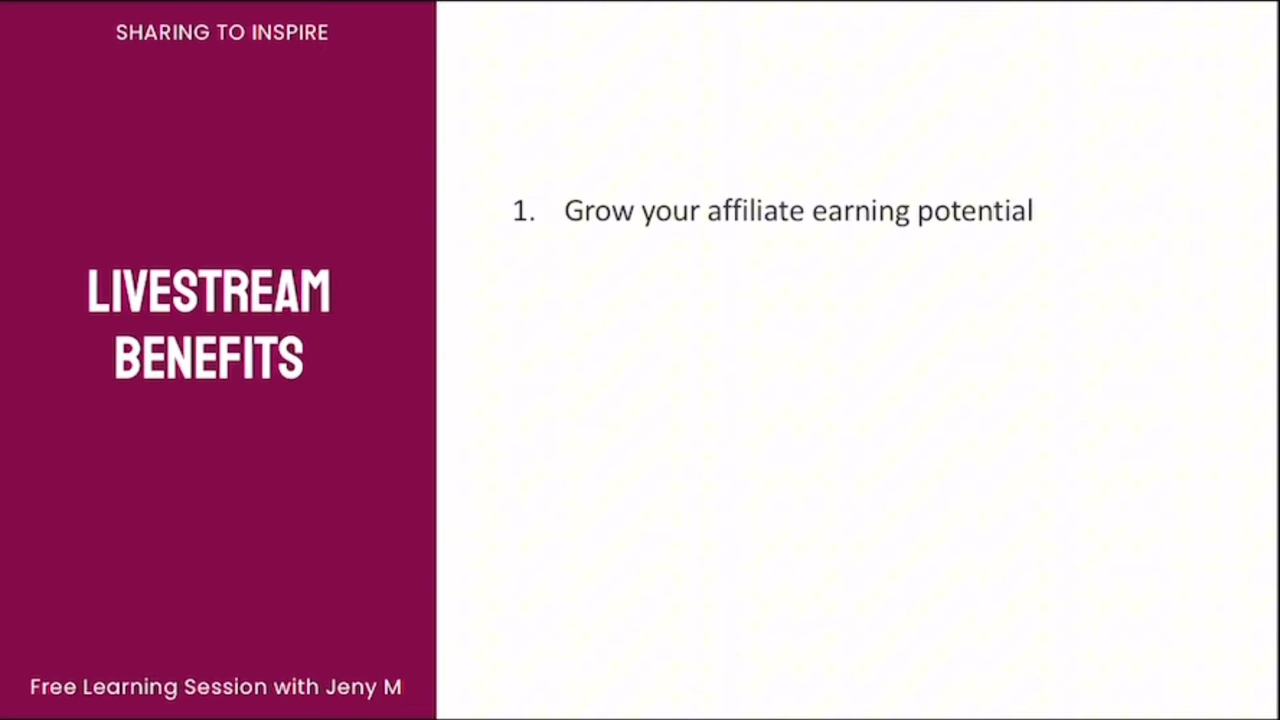 SHARING TO INSPIRE
LIVESTREAM
BENEFITS
Free Learning Session with Jeny M
1. Grow your affiliate earning potential